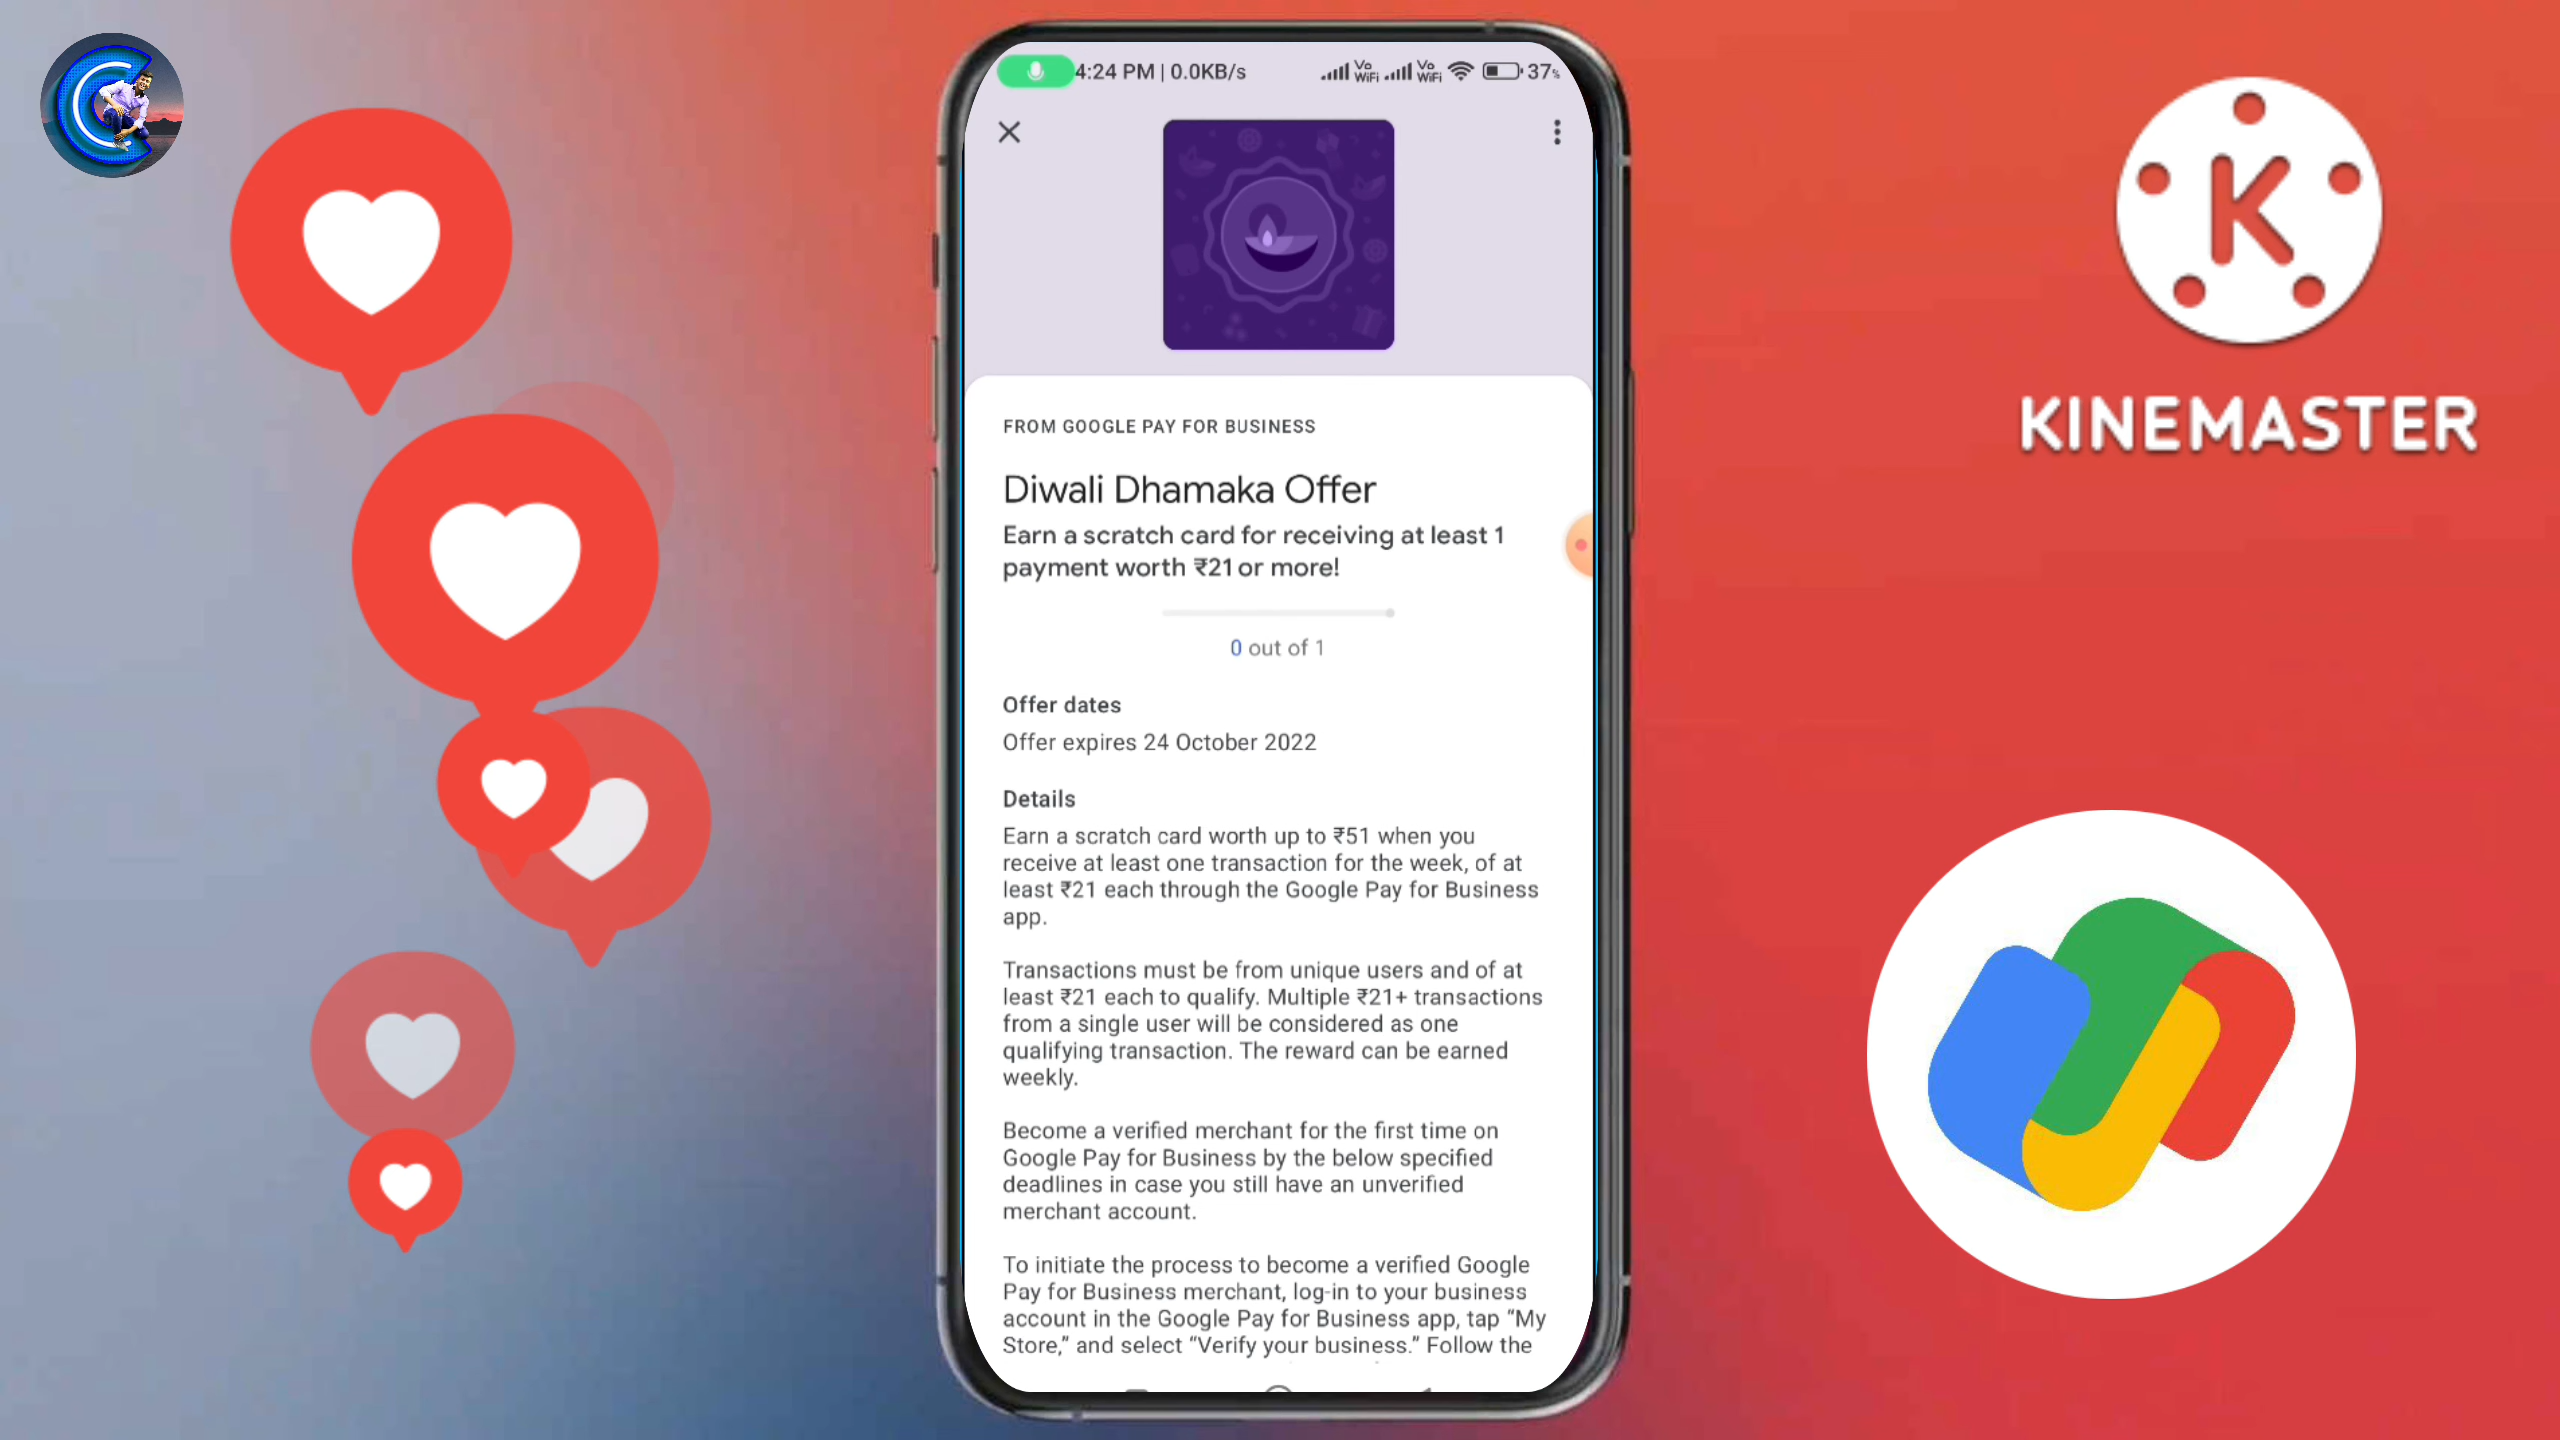 4:24 PM | 0.0KB/s
Vo WiFi Vo WiFi 37%
FROM GOOGLE PAY FOR BUSINESS
Diwali Dhamaka Offer
Earn a scratch card for receiving at least 1
payment worth ₹21 or more!
0 out of 1
Offer dates
Offer expires 24 October 2022
Details
Earn a scratch card worth up to ₹51 when you
receive at least one transaction for the week, of at
least ₹21 each through the Google Pay for Business
app.
Transactions must be from unique users and of at
least ₹21 each to qualify. Multiple ₹21+ transactions
from a single user will be considered as one
qualifying transaction. The reward can be earned
weekly.
Become a verified merchant for the first time on
Google Pay for Business by the below specified
deadlines in case you still have an unverified
merchant account.
To initiate the process to become a verified Google
Pay for Business merchant, log-in to your business
account in the Google Pay for Business app, tap “My
Store,” and select “Verify your business.” Follow the
K
KINEMASTER